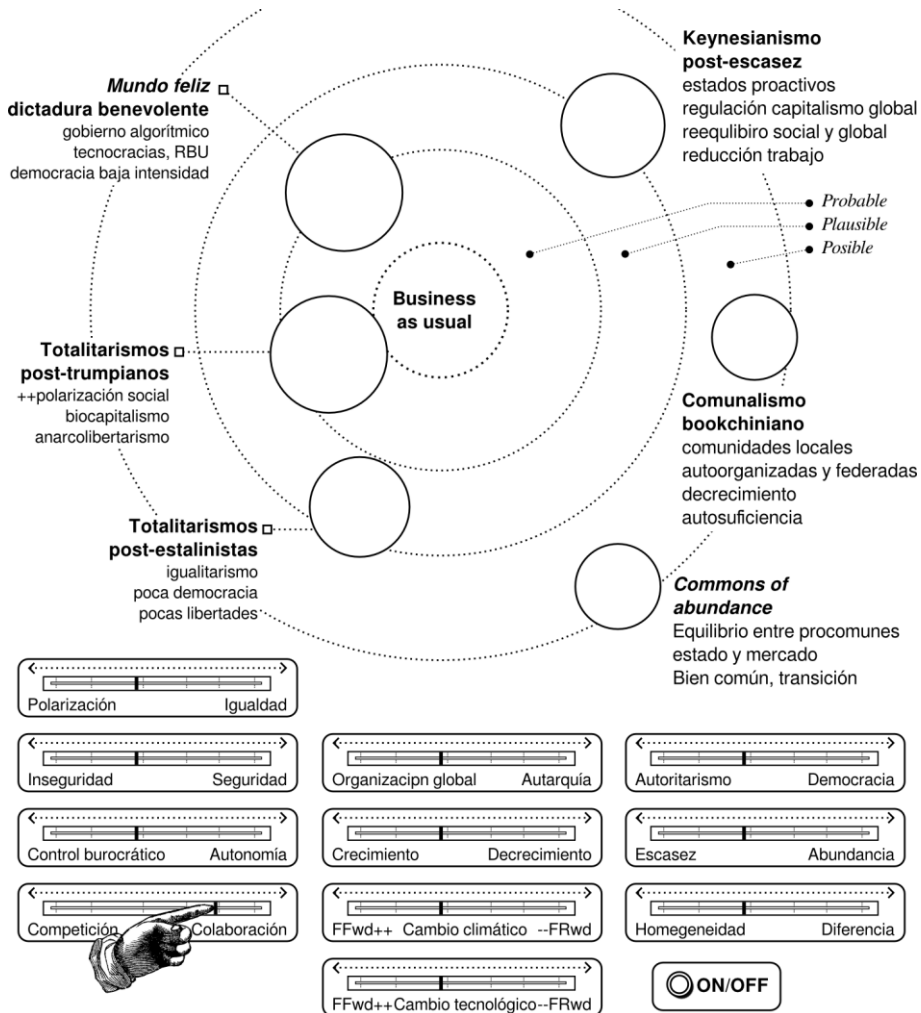 Mundo feliz
dictadura benevolente
gobierno algorítmico
tecnocracias, RBU
democracia baja intensidad
Keynesianismo
post-escasez
estados proactivos
regulación capitalismo global
reequlibiro social y global
reducción trabajo
Probable
Plausible
Posible
Business
as usual
Totalitarismos
post-trumpianos
++polarización social
biocapitalismo
anarcolibertarismo
Comunalismo
bookchiniano
comunidades locales
autoorganizadas y federadas
decrecimiento
autosuficiencia
Totalitarismos
post-estalinistas
igualitarismo
poca democracia
pocas libertades
Commons of
abundance
Equilibrio entre procomunes
estado y mercado
Bien común, transición
Polarización Igualdad
Inseguridad Seguridad
Organizacipn global Autarquía
Autoritarismo Democracia
Control burocrático Autonomía
Crecimiento Decrecimiento
Escasez Abundancia
Competición Colaboración
FFwd++ Cambio climático --FRwd
Homegeneidad Diferencia
FFwd++Cambio tecnológico--FRwd
ON/OFF